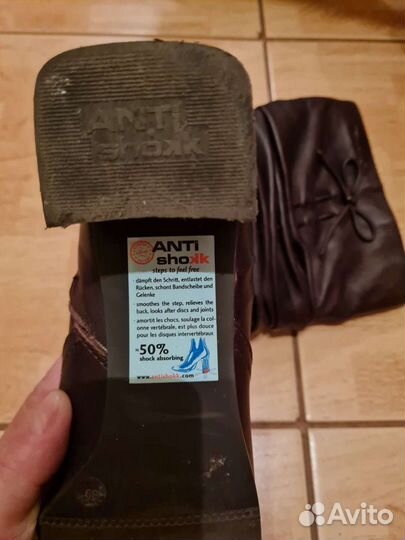 ANTi
shokk
ANTi
shokk
steps to feel free
· dämpft den Schritt, entlastet den
Rücken, schont Bandscheibe und
Gelenke
· smoothes the step, relieves the
back, looks after discs and joints
· amortit les chocs, soulage la co-
lonne vertébrale, est plus douce
pour les disques intervertébraux
≈50%
shock absorbing
www.antishokk.com
Avito